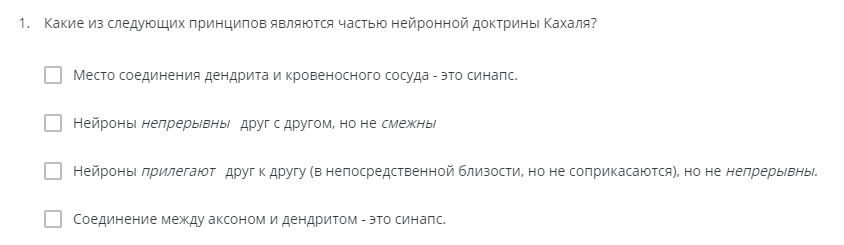 1. Какие из следующих принципов являются частью нейронной доктрины Кахаля?
Место соединения дендрита и кровеносного сосуда - это синапс.
Нейроны непрерывны друг с другом, но не смежны
Нейроны прилегают друг к другу (в непосредственной близости, но не соприкасаются), но не непрерывны.
Соединение между аксоном и дендритом - это синапс.